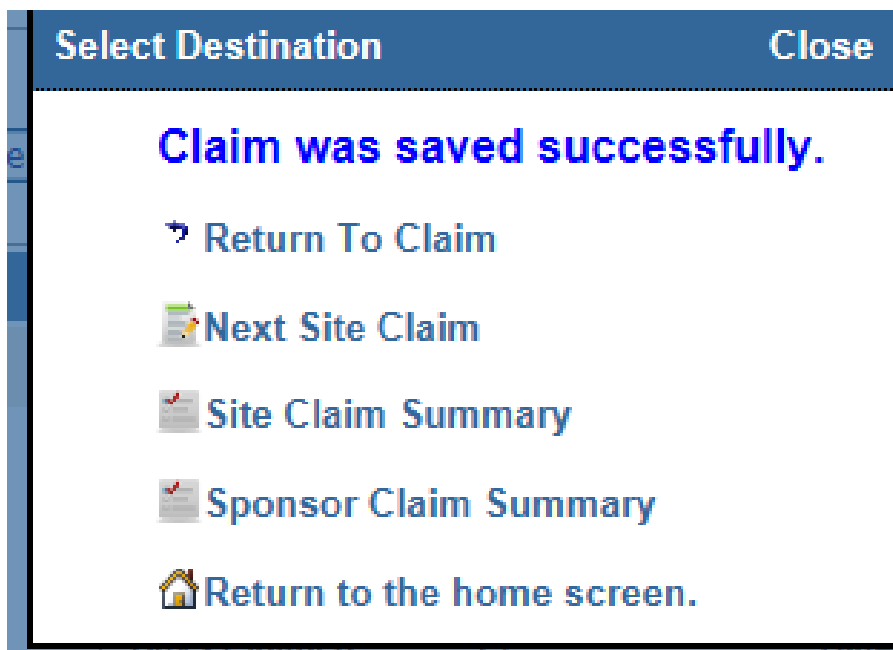 Select Destination Close
e
Claim was saved successfully.
Return To Claim
Next Site Claim
Site Claim Summary
Sponsor Claim Summary
Return to the home screen.